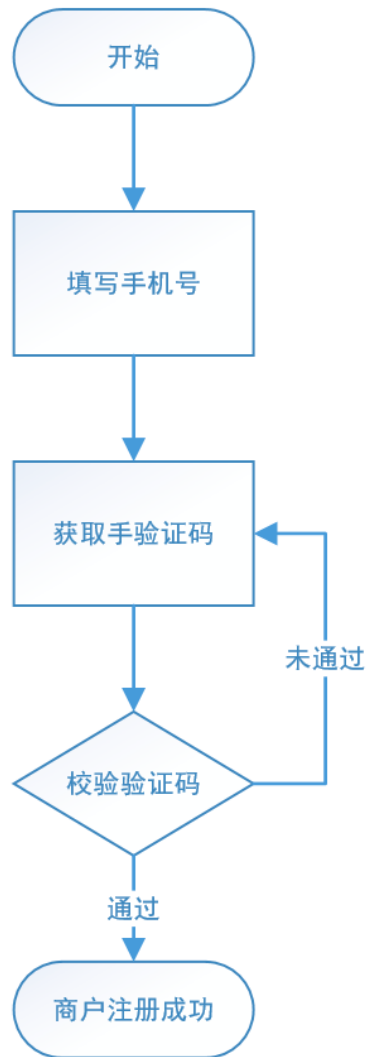 开始
填写手机号
获取手验证码
未通过
校验验证码
通过
商户注册成功